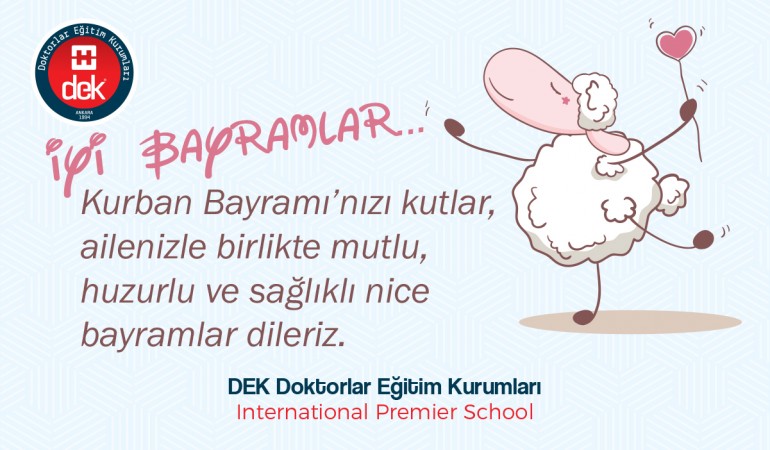 Doktorlar Eğitim Kurumları
dek
ANKARA
1994
İYİ BAYRAMLAR...
Kurban Bayramı’nızı kutlar,
ailenizle birlikte mutlu,
huzurlu ve sağlıklı nice
bayramlar dileriz.
DEK Doktorlar Eğitim Kurumları
International Premier School